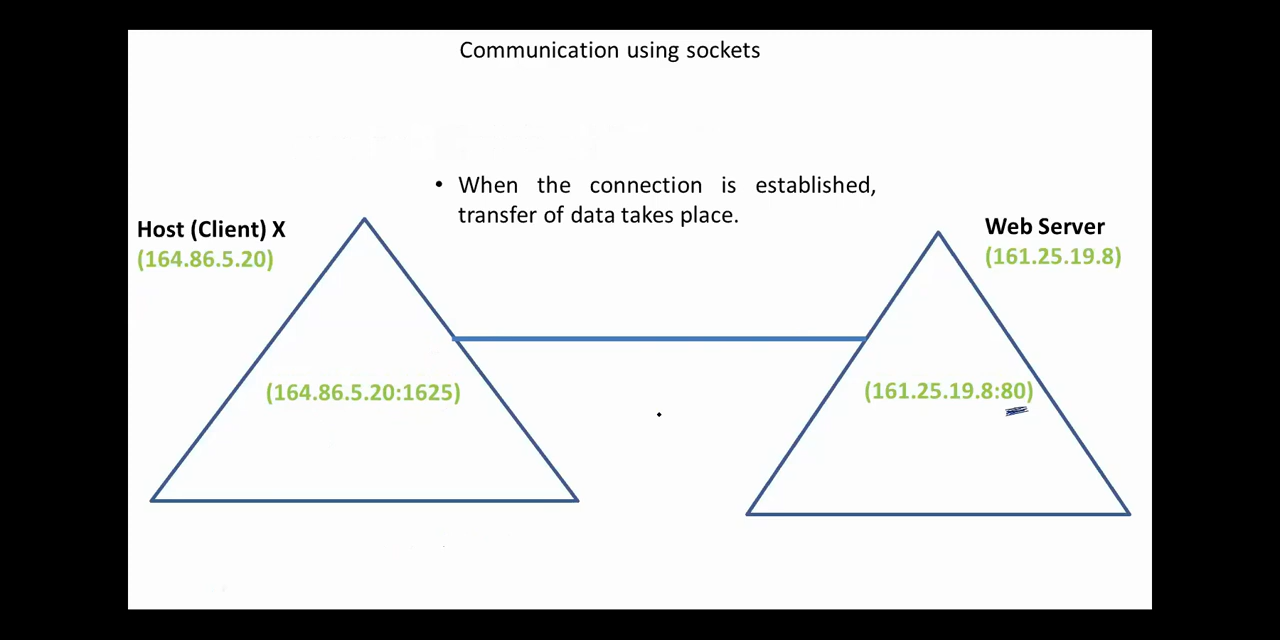 Communication using sockets
• When the connection is established,
transfer of data takes place.
Host (Client) X
(164.86.5.20)
Web Server
(161.25.19.8)
(164.86.5.20:1625)
(161.25.19.8:80)